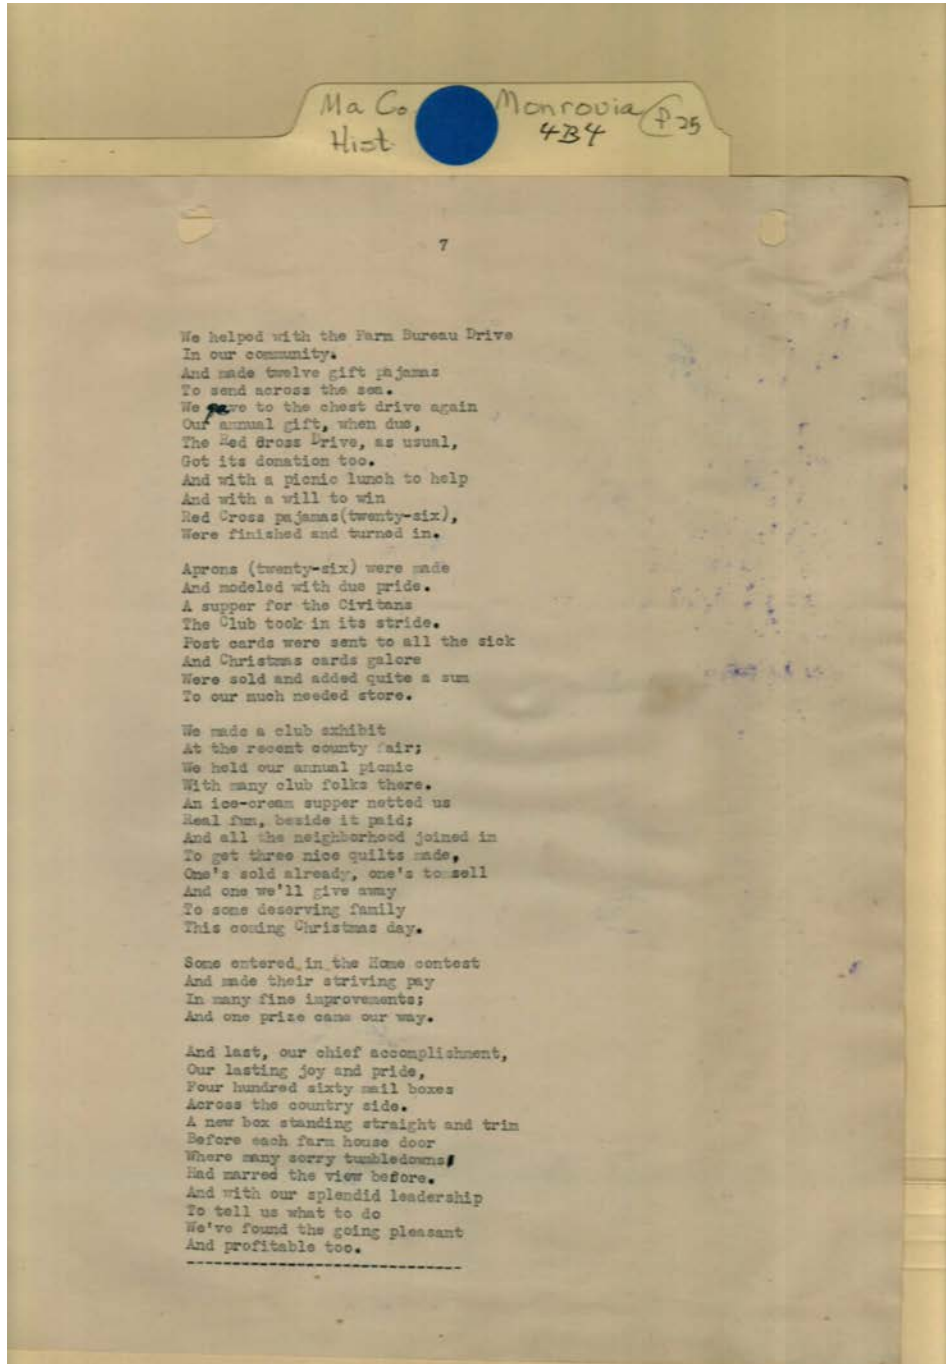 Ma Co Monrovia P25
Hist. 4B4
7
We helped with the Farm Bureau Drive
In our community.
And made twelve gift pajamas
To send across the sea.
We gave to the chest drive again
Our annual gift, when due,
The Red Cross Drive, as usual,
Got its donation too.
And with a picnic lunch to help
And with a will to win
Red Cross pajamas(twenty-six),
Were finished and turned in.
Aprons (twenty-six) were made
And modeled with due pride.
A supper for the Civitans
The Club took in its stride.
Post cards were sent to all the sick
And Christmas cards galore
Were sold and added quite a sum
To our much needed store.
We made a club exhibit
At the recent county fair;
We held our annual picnic
With many club folks there.
An ice-cream supper netted us
Real fun, beside it paid;
And all the neighborhood joined in
To get three nice quilts made,
One's sold already, one's to sell
And one we'll give away
To some deserving family
This coming Christmas day.
Some entered in the Home contest
And made their striving pay
In many fine improvements;
And one prize came our way.
And last, our chief accomplishment,
Our lasting joy and pride,
Four hundred sixty mail boxes
Across the country side.
A new box standing straight and trim
Before each farm house door
Where many sorry tumbledowns
Had marred the view before.
And with our splendid leadership
To tell us what to do
We've found the going pleasant
And profitable too.
------------------------------